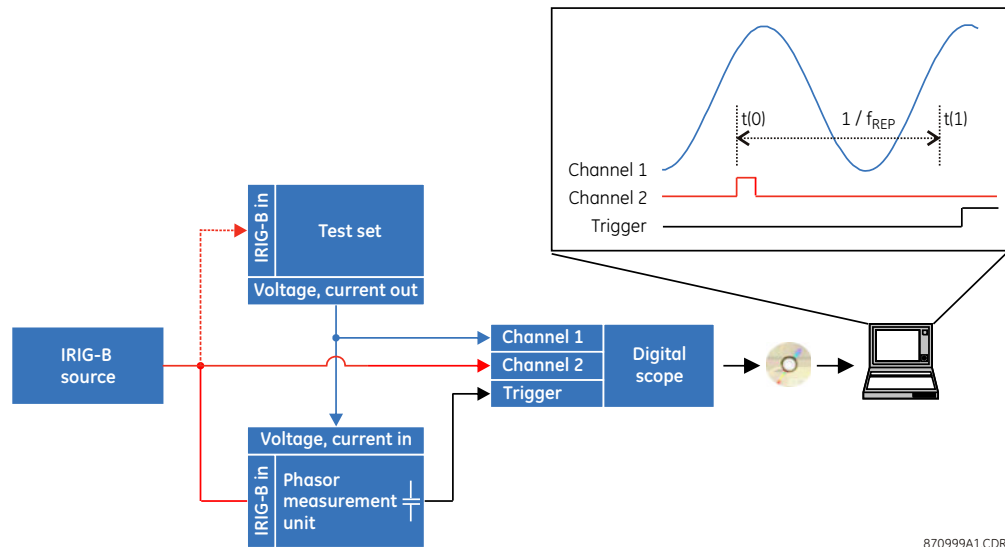 t(0)
1 / fREP
t(1)
Channel 1
Channel 2
Trigger
IRIG-B in
Test set
Voltage, current out
IRIG-B
source
Channel 1
Channel 2
Trigger
Digital
scope
Voltage, current in
IRIG-B in
Phasor
measurement
unit
870999A1.CDR